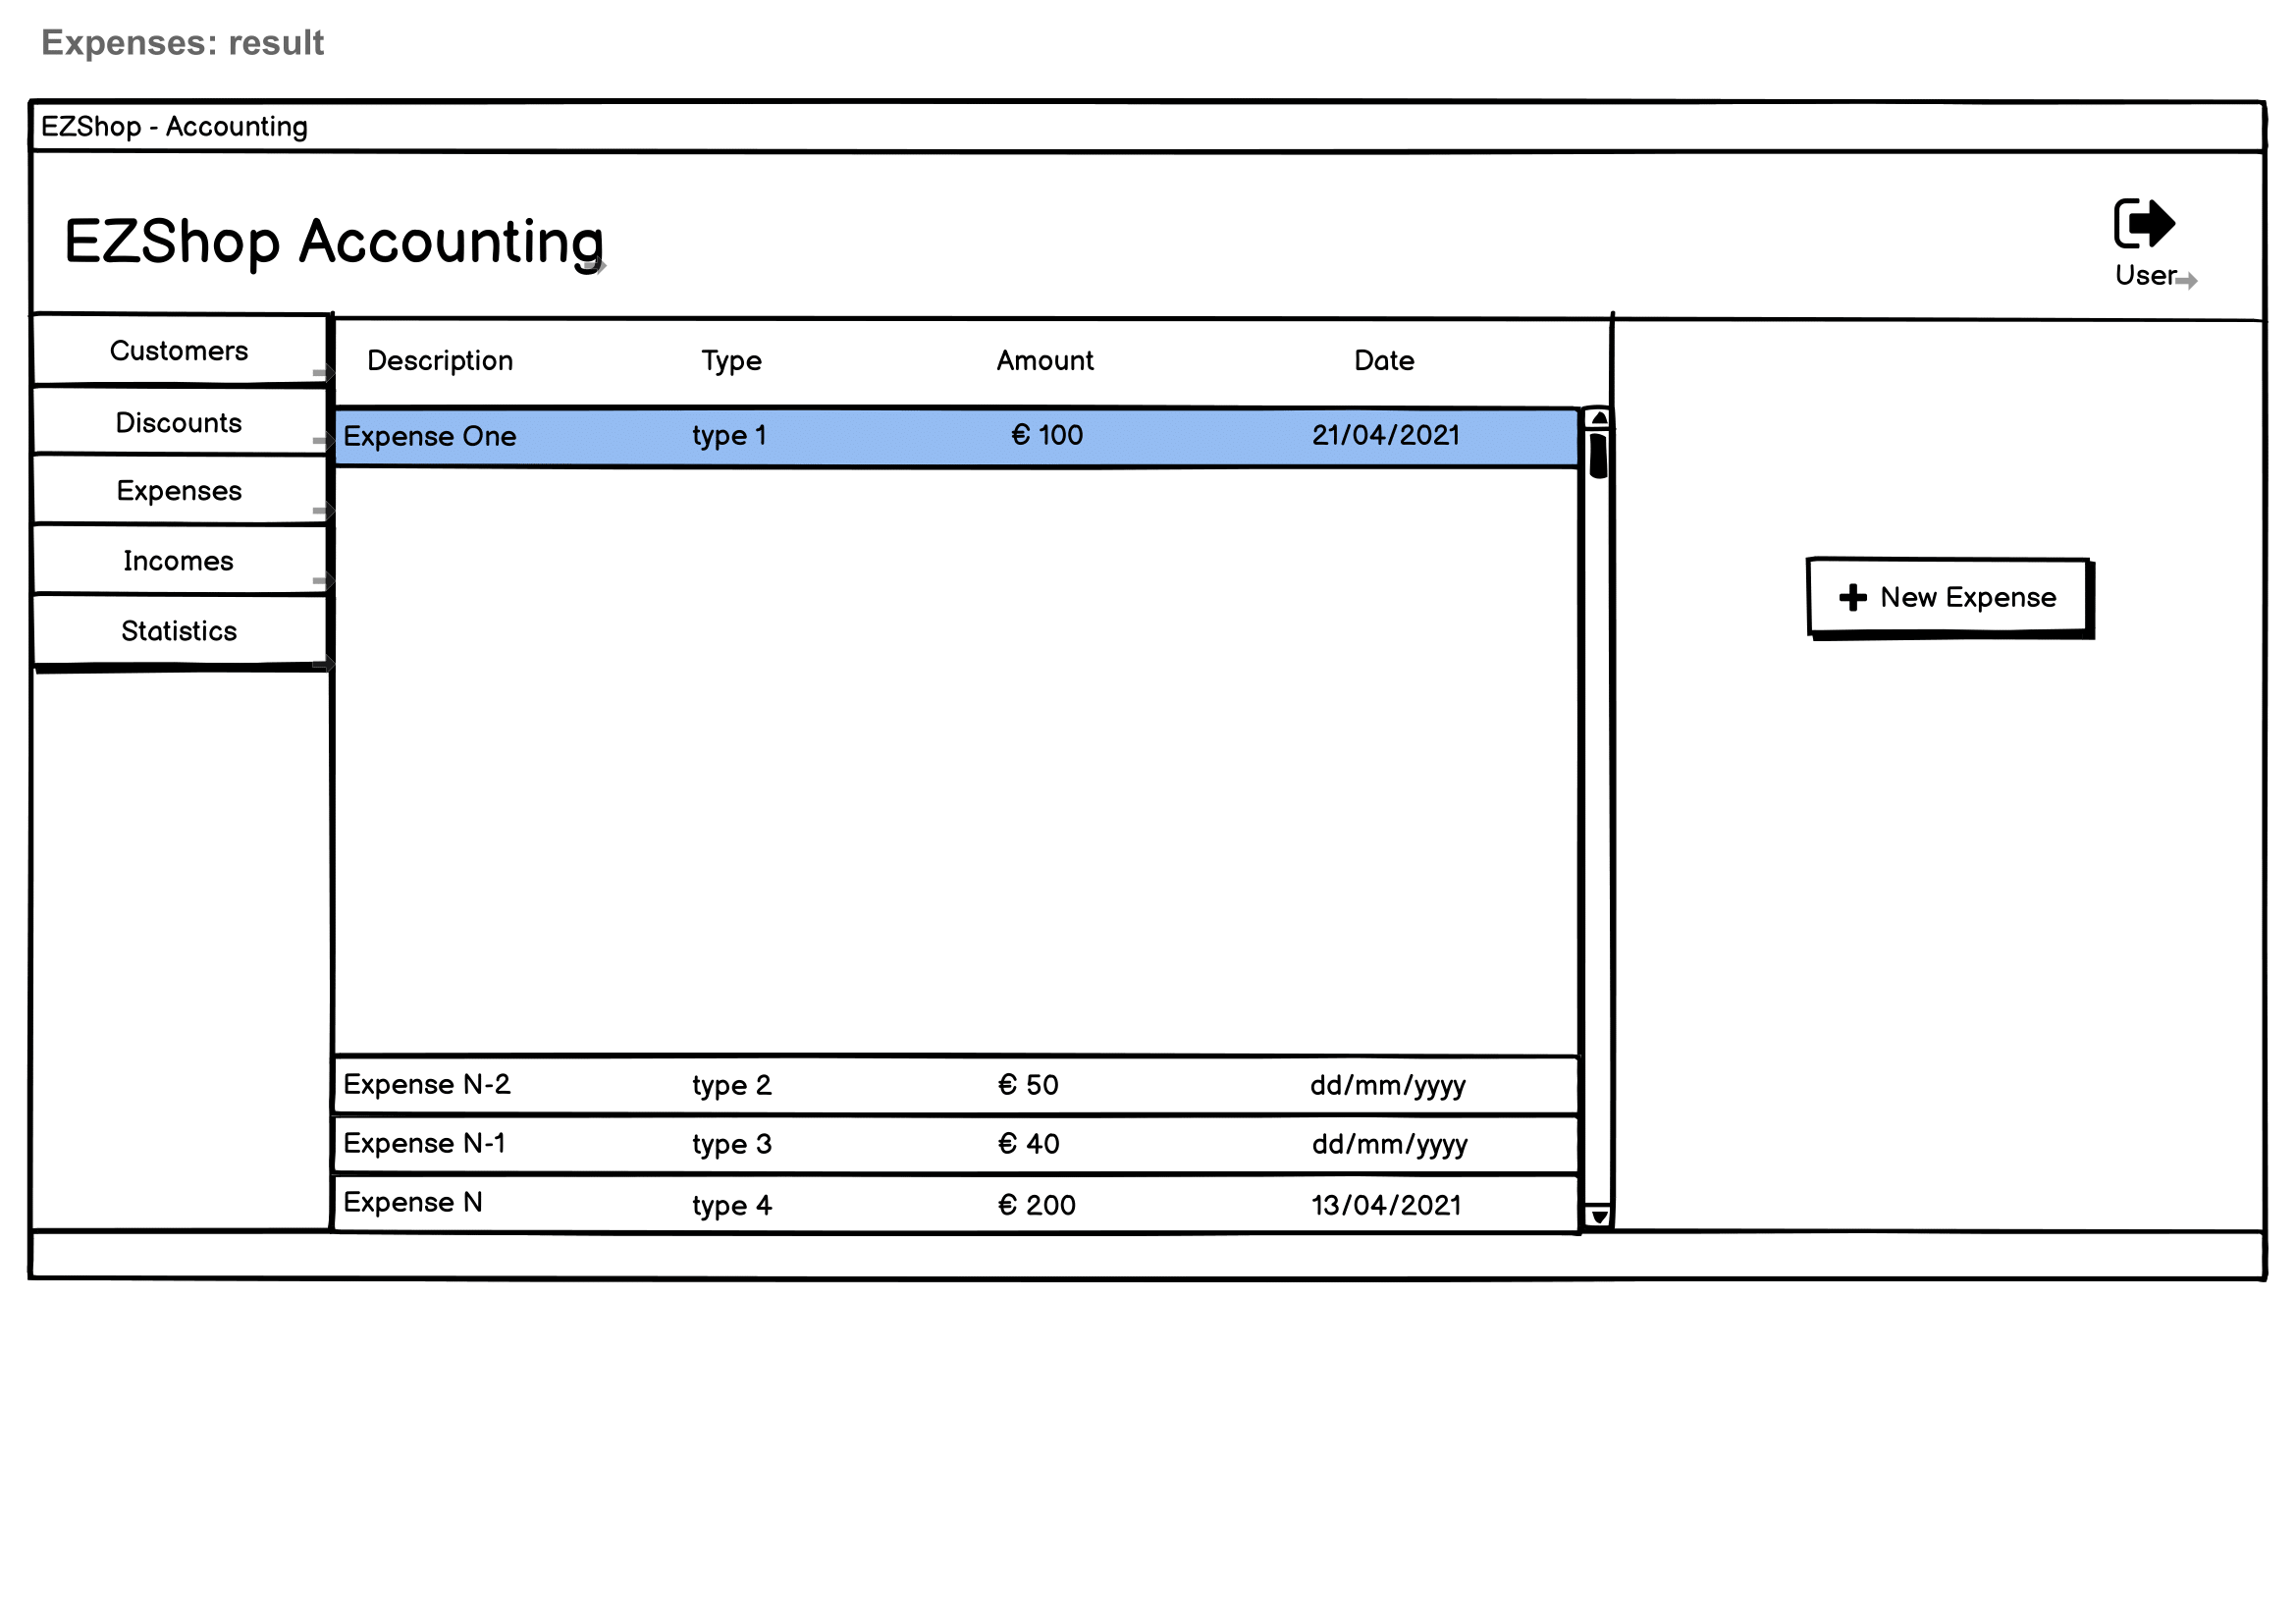 Expenses: result
EZShop - Accounting
EZShop Accounting
User
Customers
Discounts
Expenses
Incomes
Statistics
Description Type Amount Date
Expense One type 1 € 100 21/04/2021
Expense N-2 type 2 € 50 dd/mm/yyyy
Expense N-1 type 3 € 40 dd/mm/yyyy
Expense N type 4 € 200 13/04/2021
New Expense